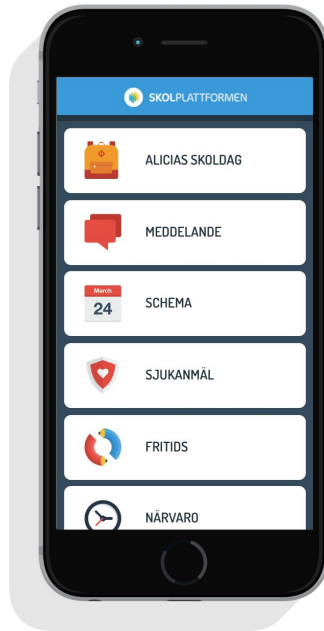 SKOLPLATTFORMEN
ALICIAS SKOLDAG
MEDDELANDE
March
24
SCHEMA
SJUKANMÄL
FRITIDS
NÄRVARO